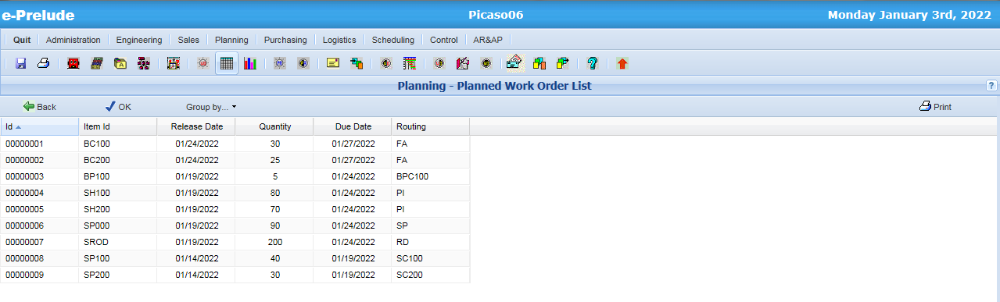 e-Prelude Picaso06 Monday January 3rd, 2022
Quit Administration Engineering Sales Planning Purchasing Logistics Scheduling Control AR&AP
Planning - Planned Work Order List ?
Back OK Group by... Print
Id Item Id Release Date Quantity Due Date Routing
00000001 BC100 01/24/2022 30 01/27/2022 FA
00000002 BC200 01/24/2022 25 01/27/2022 FA
00000003 BP100 01/19/2022 5 01/24/2022 BPC100
00000004 SH100 01/19/2022 80 01/24/2022 PI
00000005 SH200 01/19/2022 70 01/24/2022 PI
00000006 SP000 01/19/2022 90 01/24/2022 SP
00000007 SROD 01/19/2022 200 01/24/2022 RD
00000008 SP100 01/14/2022 40 01/19/2022 SC100
00000009 SP200 01/14/2022 30 01/19/2022 SC200